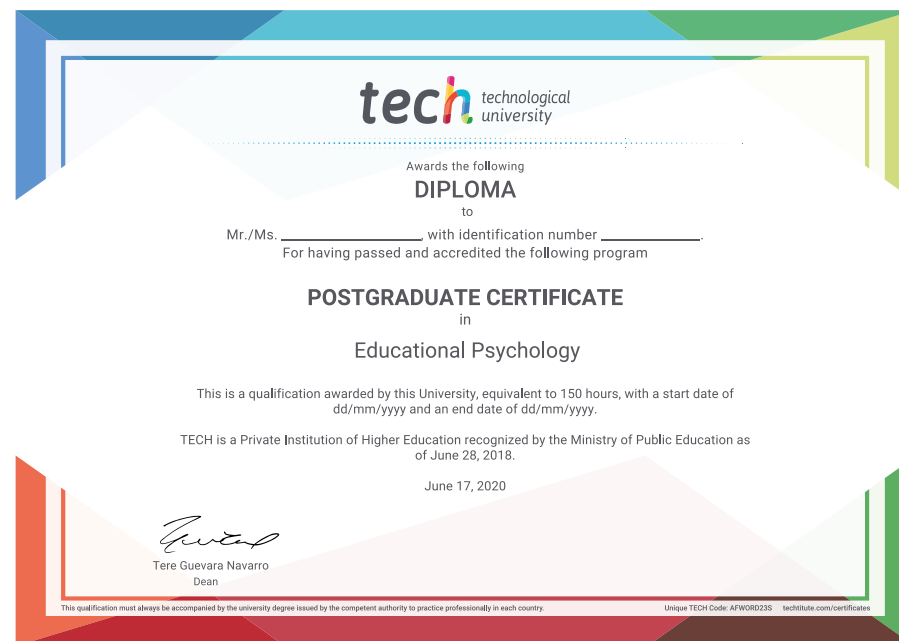 tech technological
university
Awards the following
DIPLOMA
to
Mr./Ms. ____________________, with identification number ______________.
For having passed and accredited the following program
POSTGRADUATE CERTIFICATE
in
Educational Psychology
This is a qualification awarded by this University, equivalent to 150 hours, with a start date of
dd/mm/yyyy and an end date of dd/mm/yyyy.
TECH is a Private Institution of Higher Education recognized by the Ministry of Public Education as
of June 28, 2018.
June 17, 2020
Tere Guevara Navarro
Dean
This qualification must always be accompanied by the university degree issued by the competent authority to practice professionally in each country. Unique TECH Code: AFWORD23S techtitute.com/certificates